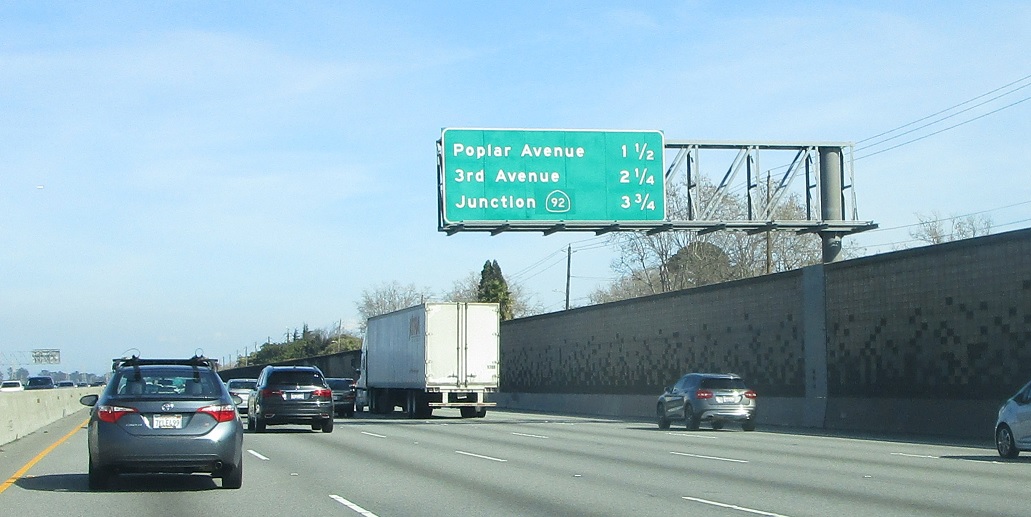 Poplar Avenue 1 ½
3rd Avenue 2 ¼
Junction 92 3 ¾